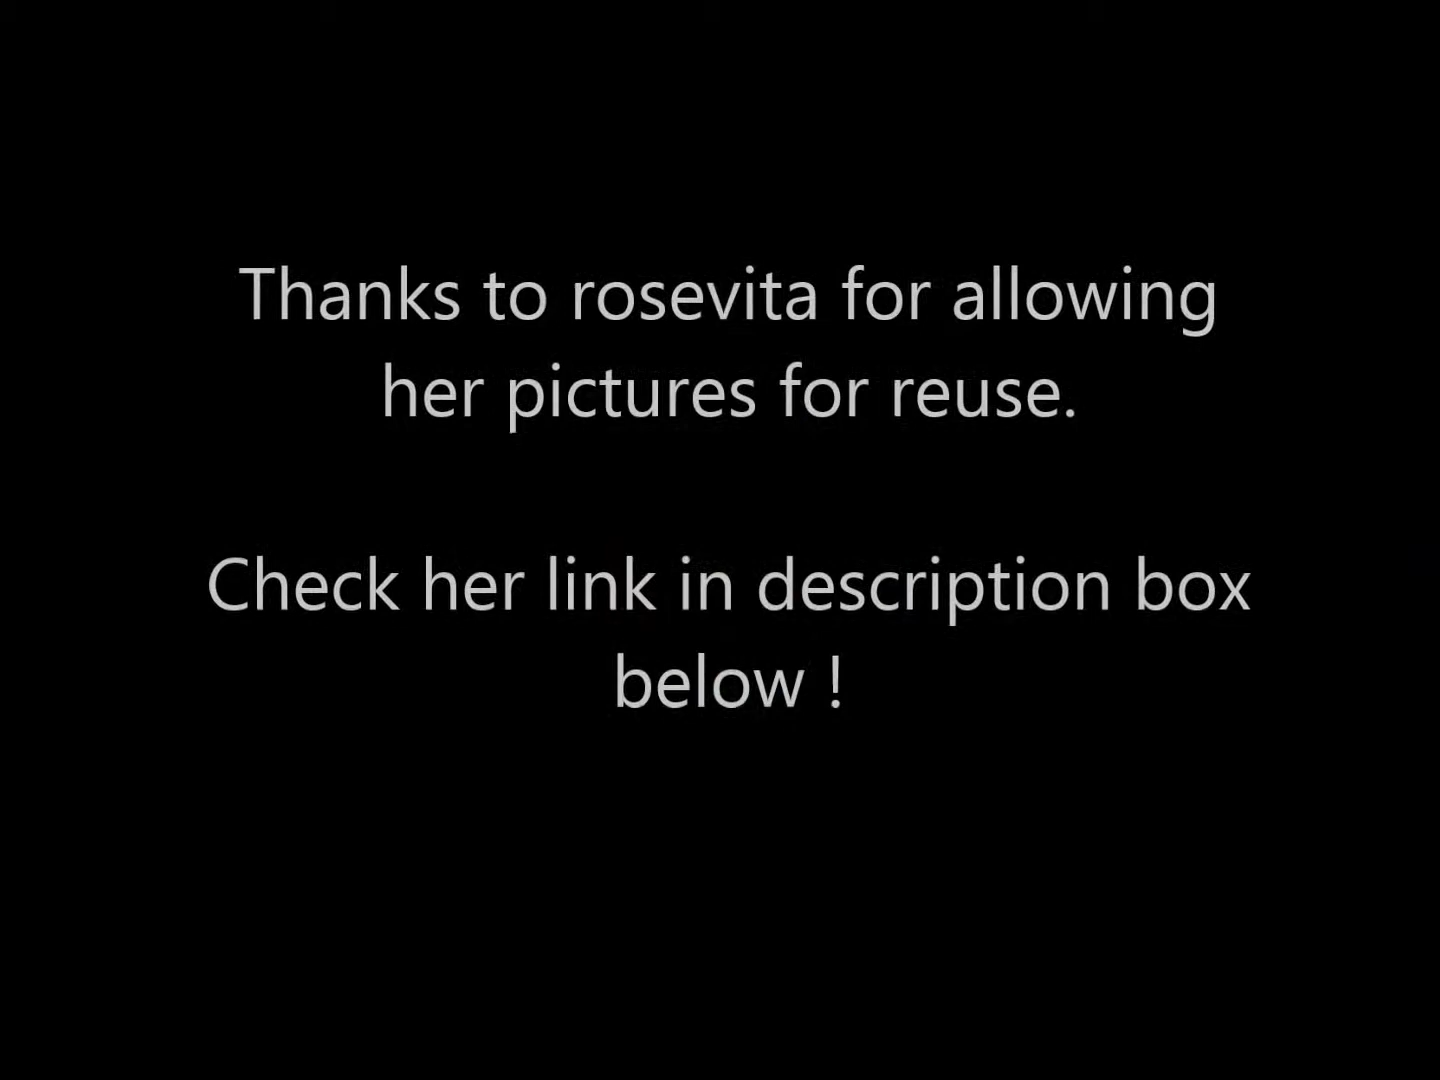 Thanks to rosevita for allowing
her pictures for reuse.
Check her link in description box
below !